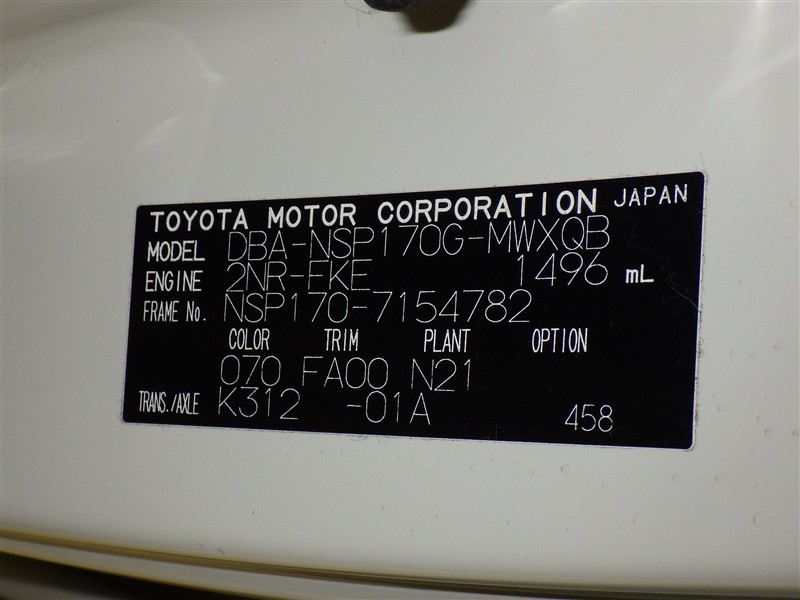 TOYOTA MOTOR CORPORATION JAPAN
MODEL DBA-NSP170G-MWXQB
ENGINE 2NR-FKE 1496 mL
FRAME No. NSP170-7154782
COLOR TRIM PLANT OPTION
070 FA00 N21
TRANS./AXLE K312 -01A 458